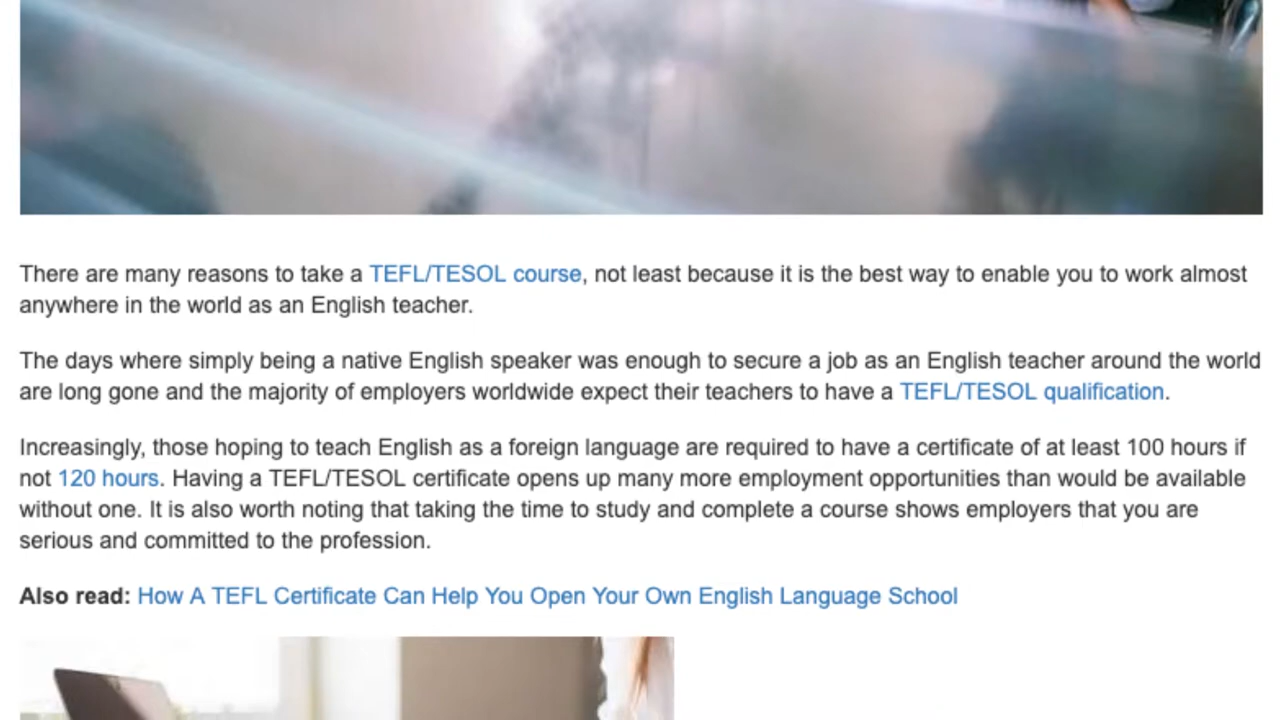 There are many reasons to take a TEFL/TESOL course, not least because it is the best way to enable you to work almost
anywhere in the world as an English teacher.
The days where simply being a native English speaker was enough to secure a job as an English teacher around the world
are long gone and the majority of employers worldwide expect their teachers to have a TEFL/TESOL qualification.
Increasingly, those hoping to teach English as a foreign language are required to have a certificate of at least 100 hours if
not 120 hours. Having a TEFL/TESOL certificate opens up many more employment opportunities than would be available
without one. It is also worth noting that taking the time to study and complete a course shows employers that you are
serious and committed to the profession.
Also read: How A TEFL Certificate Can Help You Open Your Own English Language School